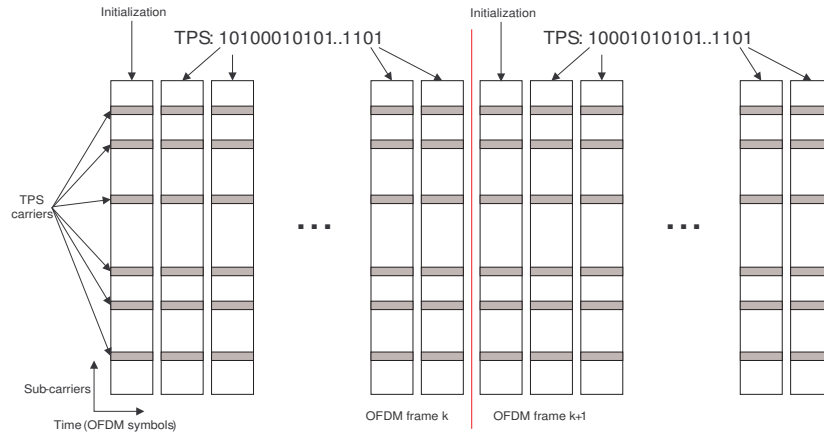 Initialization
Initialization
TPS: 10100010101..1101
TPS: 10001010101..1101
TPS
carriers
...
...
Sub-carriers
Time (OFDM symbols)
OFDM frame k
OFDM frame k+1